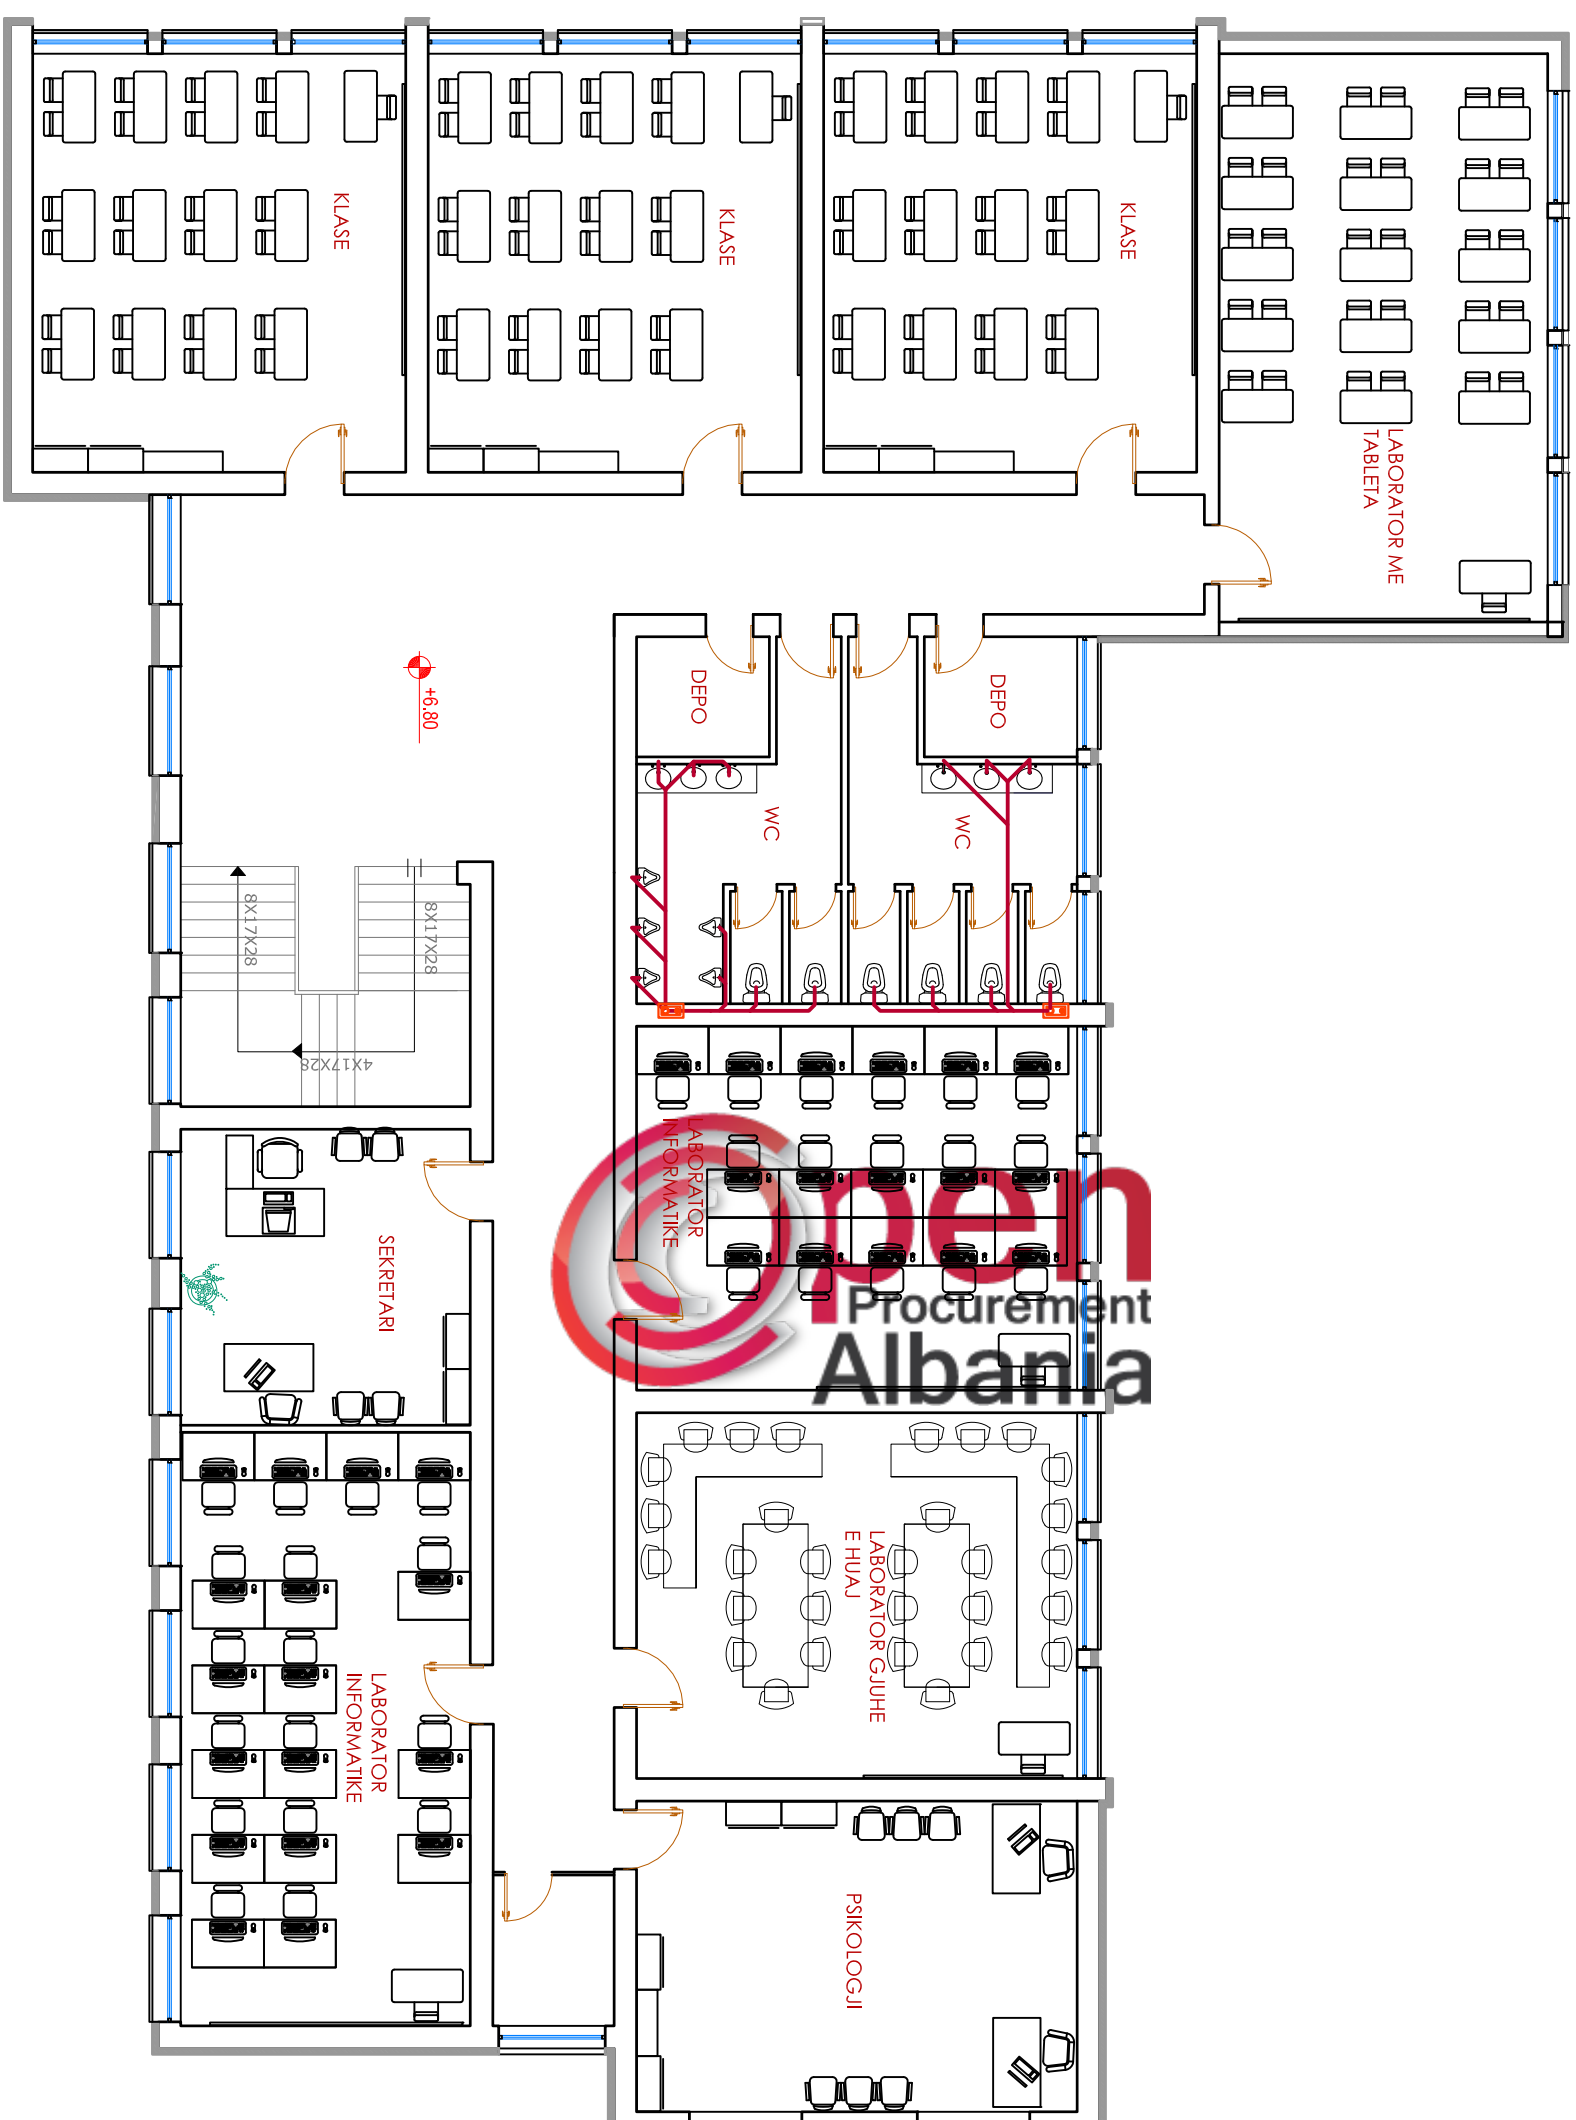 KLASE
KLASE
KLASE
LABORATOR ME
TABLETA
DEPO
DEPO
+6.80
WC
WC
8X17X28
8X17X28
4X17X28
LABORATOR
INFORMATIKE
SEKRETARI
Open
Procurement
Albania
LABORATOR GJUHE
E HUAJ
LABORATOR
INFORMATIKE
PSIKOLOGJI